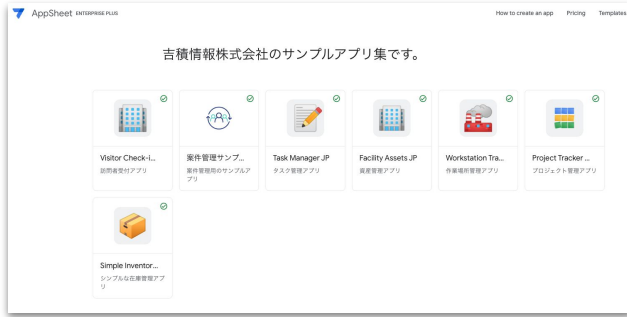 AppSheet ENTERPRISE PLUS
How to create an app Pricing Templates
吉積情報株式会社のサンプルアプリ集です。
Visitor Check-i...
訪問者受付アプリ
案件管理サンプ...
案件管理用のサンプルア
プリ
Task Manager JP
タスク管理アプリ
Facility Assets JP
資産管理アプリ
Workstation Tra...
作業場所管理アプリ
Project Tracker ...
プロジェクト管理アプリ
Simple Inventor...
シンプルな在庫管理アプ
リ